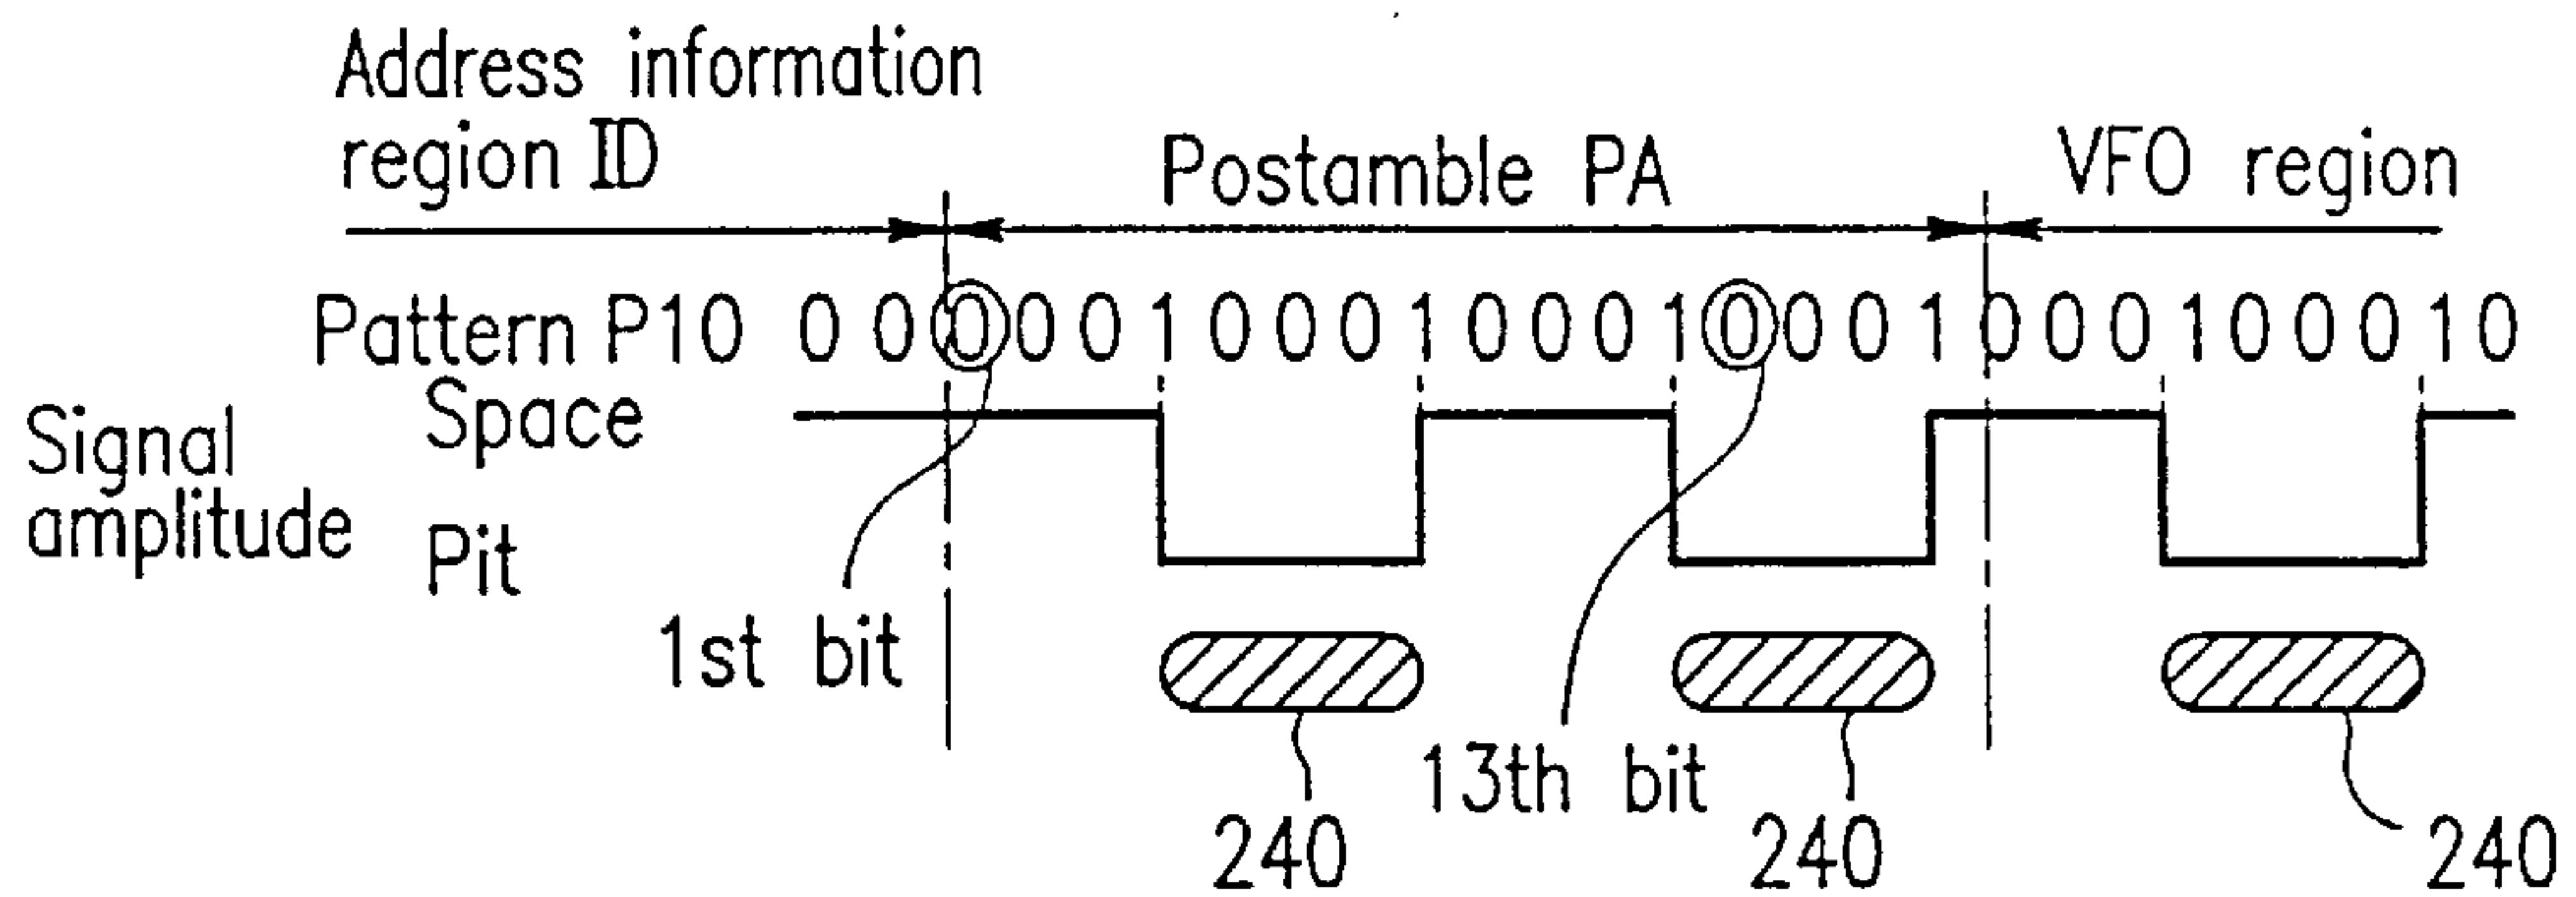 Address information
region ID
Postamble PA
VFO region
Pattern P10 0 0 0 0 0 1 0 0 0 1 0 0 0 1 0 0 0 1 0 0 0 1 0 0 0 1 0
Signal
amplitude
Space
Pit
1st bit
13th bit
240
240
240